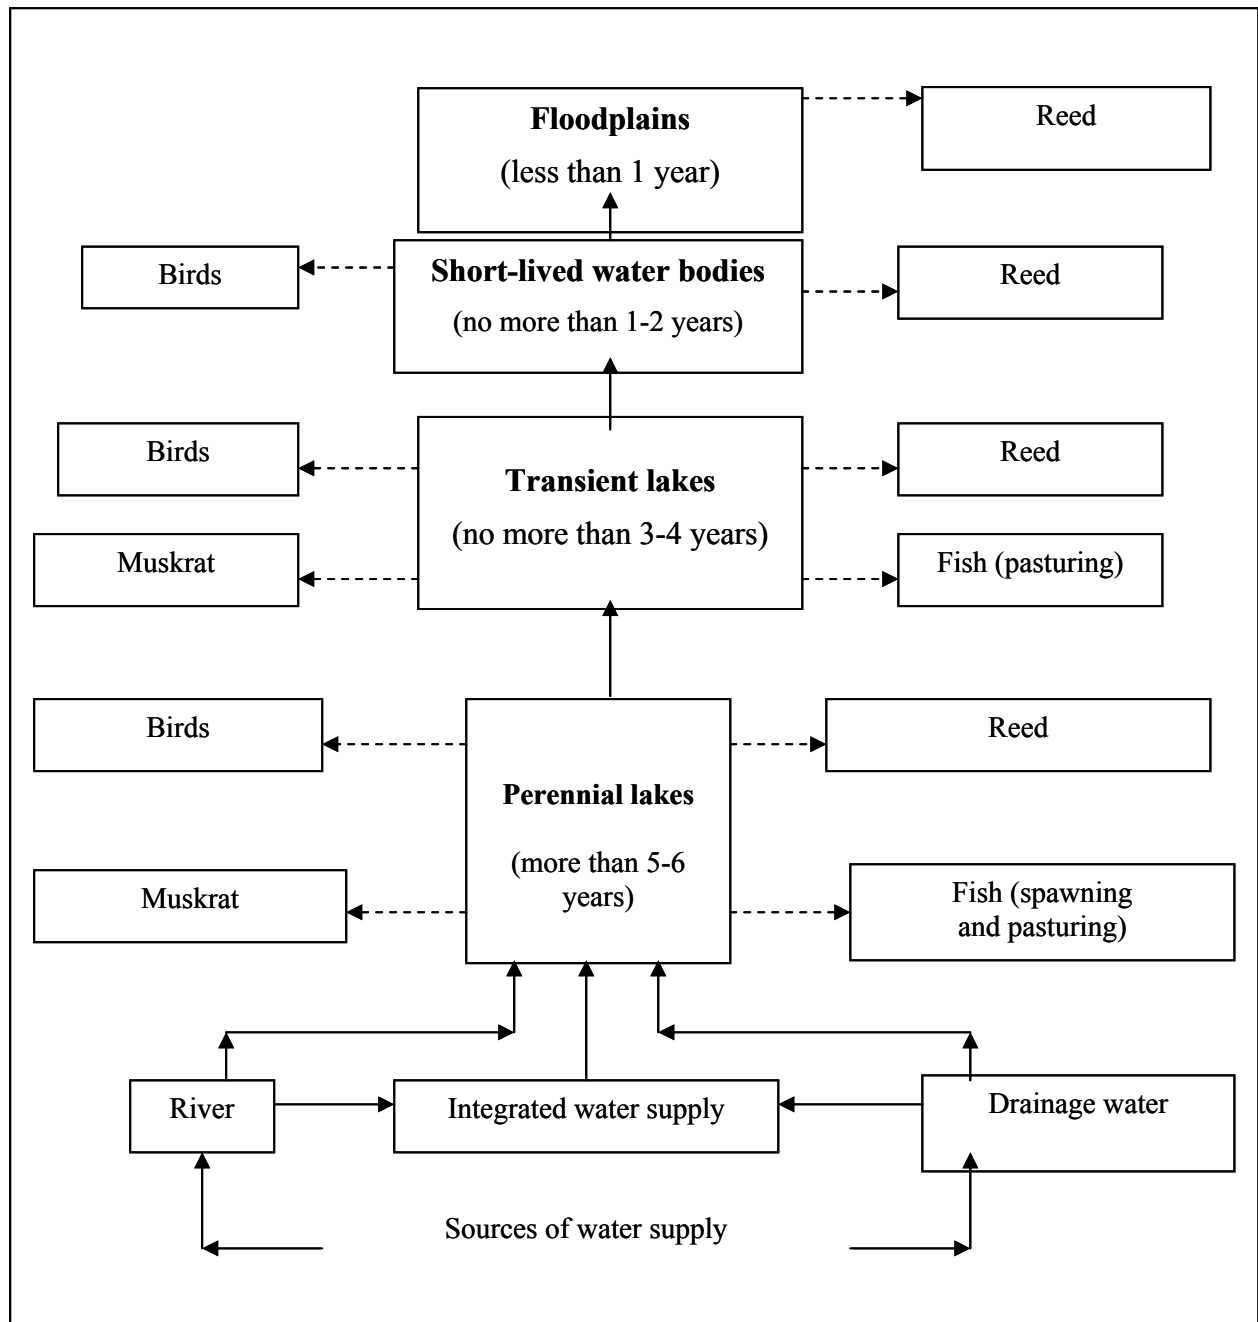 Floodplains
(less than 1 year)
Reed
Birds
Short-lived water bodies
(no more than 1-2 years)
Reed
Birds
Transient lakes
(no more than 3-4 years)
Reed
Muskrat
Fish (pasturing)
Birds
Reed
Perennial lakes
(more than 5-6
years)
Muskrat
Fish (spawning
and pasturing)
River
Integrated water supply
Drainage water
Sources of water supply